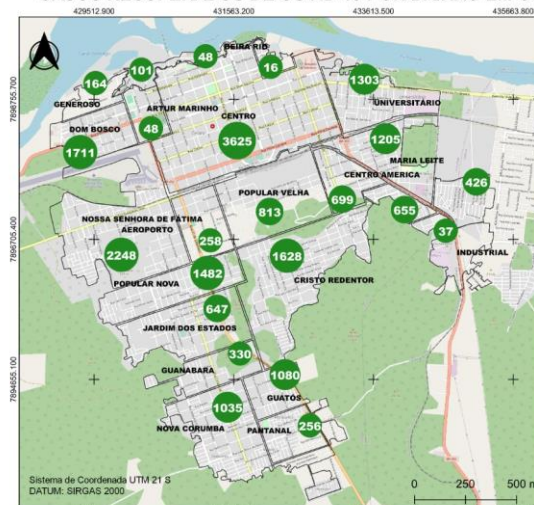 429512.900 431563.200 433613.500 435663.800
7898755.700
7896705.400
7894655.100
BEIRA RIO
48
16
101
164
1303
GENEROSO
ARTUR MARINHO
UNIVERSITÁRIO
CENTRO
DOM BOSCO
48
3625
1205
1711
MARIA LEITE
CENTRO AMERICA
426
POPULAR VELHA
699
655
813
NOSSA SENHORA DE FÁTIMA
AEROPORTO
258
37
2248
1628
INDUSTRIAL
1482
POPULAR NOVA
CRISTO REDENTOR
647
JARDIM DOS ESTADOS
330
GUANABARA
1080
GUATÓS
1035
NOVA CORUMBA
PANTANAL
256
Sistema de Coordenada UTM 21 S
DATUM: SIRGAS 2000
0 250 500 m